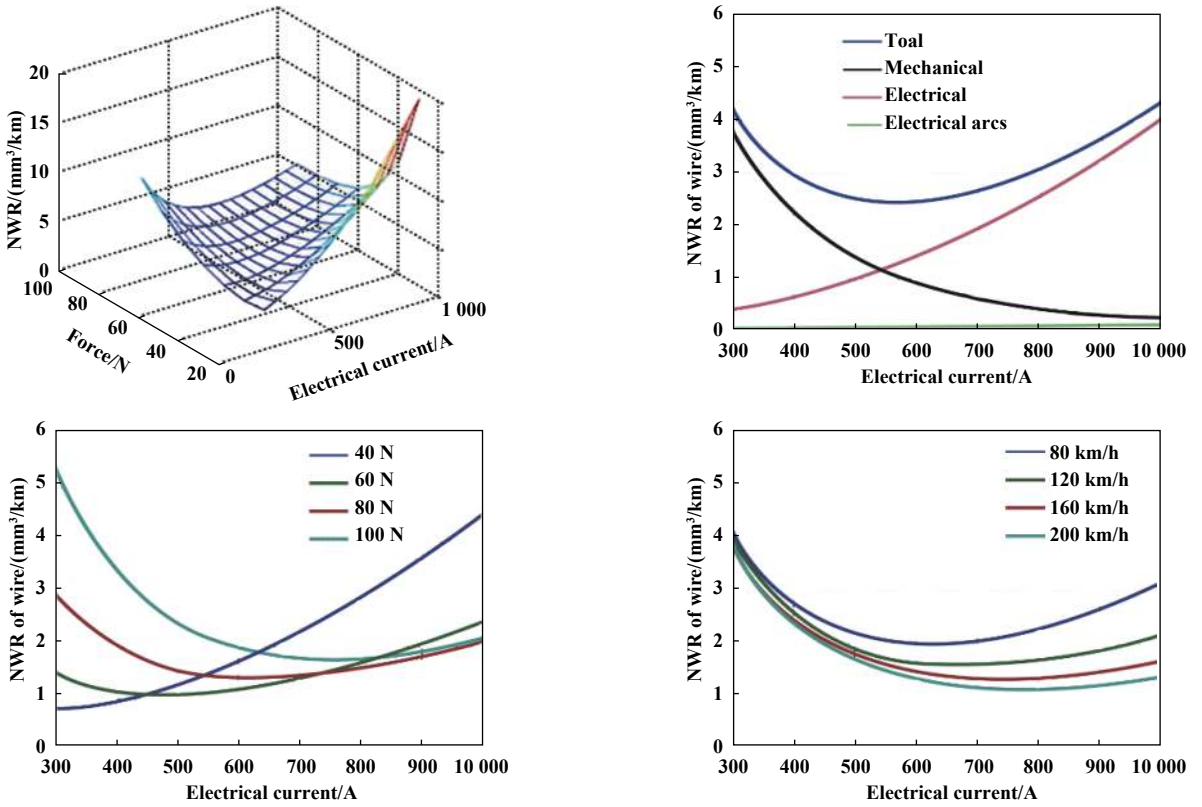 20
15
10
5
0
NWR/(mm³/km)
100
80
60
40
20
Force/N
0
500
1 000
Electrical current/A
6
5
4
3
2
1
0
NWR of wire/(mm³/km)
Toal
Mechanical
Electrical
Electrical arcs
300 400 500 600 700 800 900 10 000
Electrical current/A
6
5
4
3
2
1
0
NWR of wire/(mm³/km)
40 N
60 N
80 N
100 N
300 400 500 600 700 800 900 10 000
Electrical current/A
6
5
4
3
2
1
0
NWR of wire/(mm³/km)
80 km/h
120 km/h
160 km/h
200 km/h
300 400 500 600 700 800 900 10 000
Electrical current/A